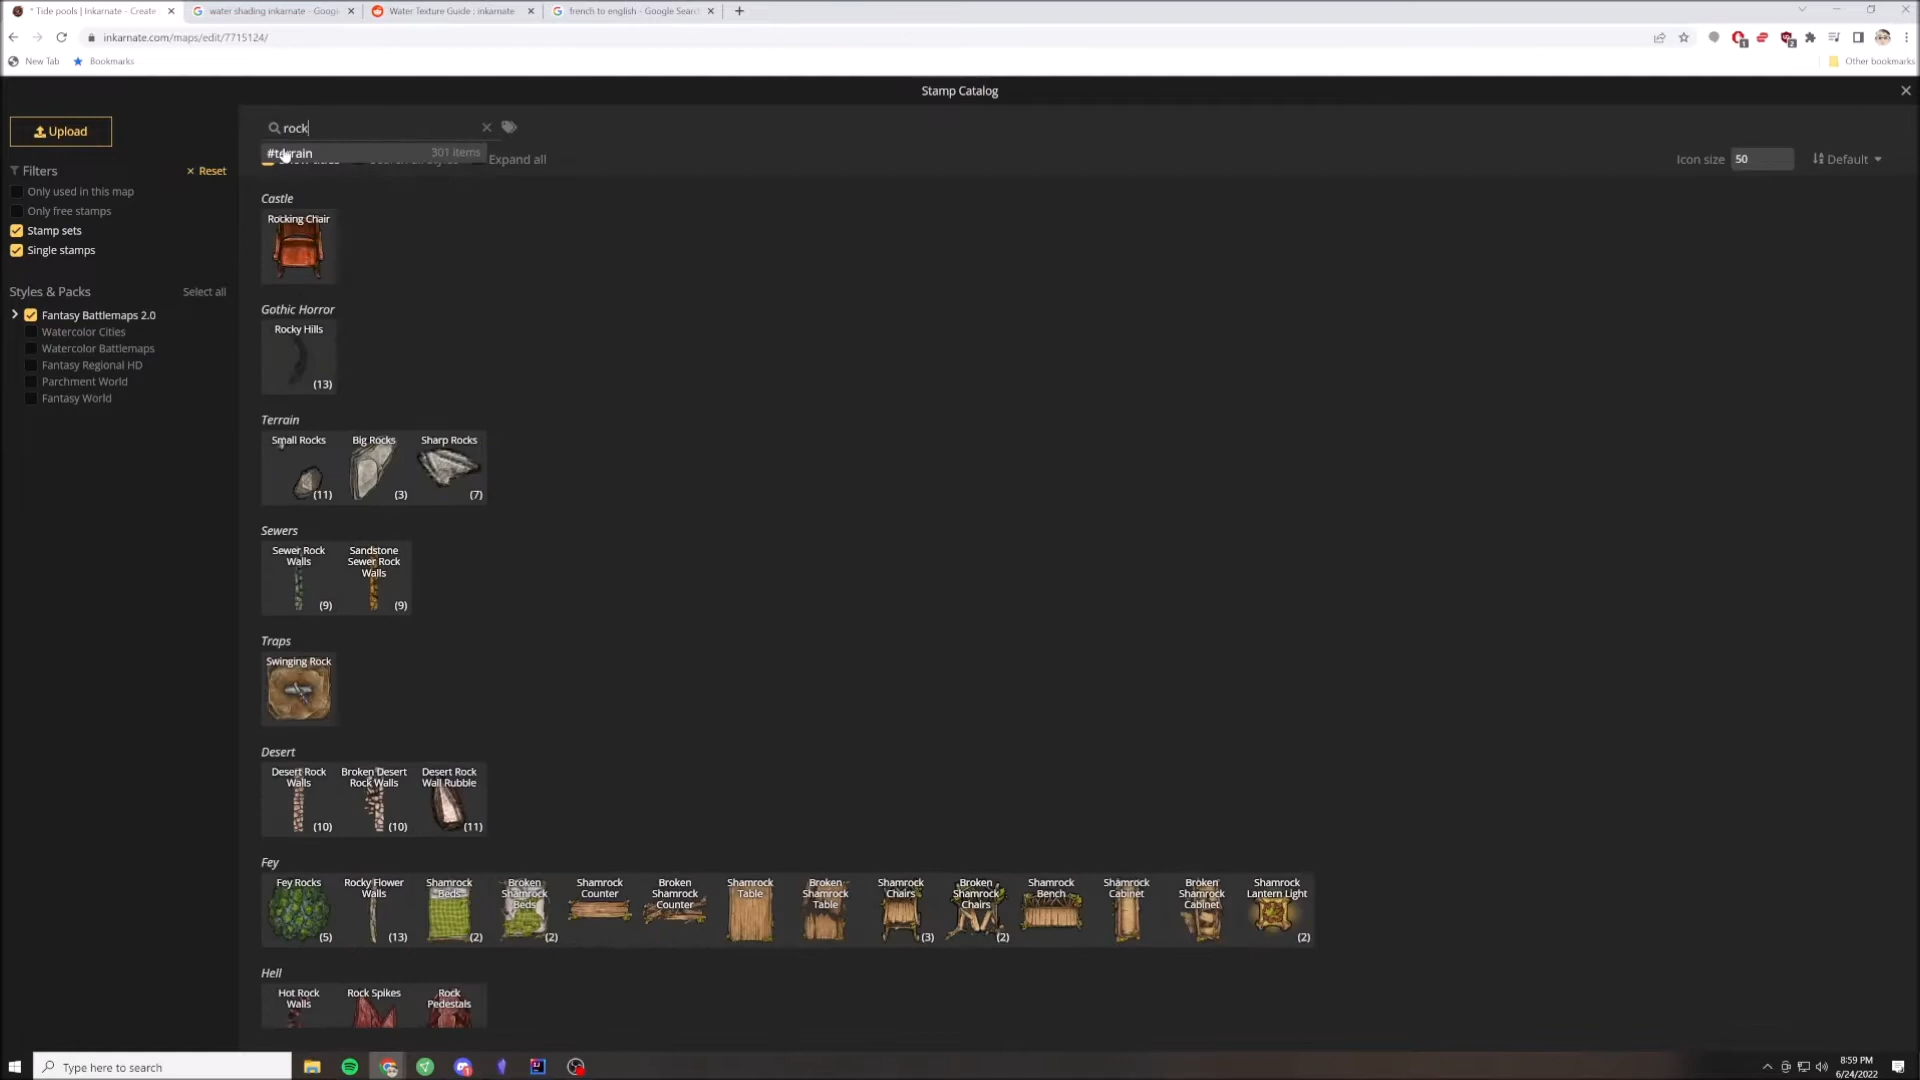 * Tide pools | Inkarnate - Create
water shading inkarnate - Googl
Water Texture Guide : inkarnate
french to english - Google Searc
inkarnate.com/maps/edit/7715124/
New Tab
Bookmarks
Other bookmarks
Stamp Catalog
Upload
rock
#terrain
301 items
Expand all
Icon size
50
Default
Filters
Reset
Only used in this map
Only free stamps
Stamp sets
Single stamps
Styles & Packs
Select all
Fantasy Battlemaps 2.0
Watercolor Cities
Watercolor Battlemaps
Fantasy Regional HD
Parchment World
Fantasy World
Castle
Rocking Chair
Gothic Horror
Rocky Hills
(13)
Terrain
Small Rocks
(11)
Big Rocks
(3)
Sharp Rocks
(7)
Sewers
Sewer Rock
Walls
(9)
Sandstone
Sewer Rock
Walls
(9)
Traps
Swinging Rock
Desert
Desert Rock
Walls
(10)
Broken Desert
Rock Walls
(10)
Desert Rock
Wall Rubble
(11)
Fey
Fey Rocks
(5)
Rocky Flower
Walls
(13)
Shamrock
Beds
(2)
Broken
Shamrock
Beds
(2)
Shamrock
Counter
Broken
Shamrock
Counter
Shamrock
Table
Broken
Shamrock
Table
Shamrock
Chairs
(3)
Broken
Shamrock
Chairs
(2)
Shamrock
Bench
Shamrock
Cabinet
Broken
Shamrock
Cabinet
Shamrock
Lantern Light
(2)
Hell
Hot Rock
Walls
Rock Spikes
Rock
Pedestals
Type here to search
8:59 PM
6/24/2022